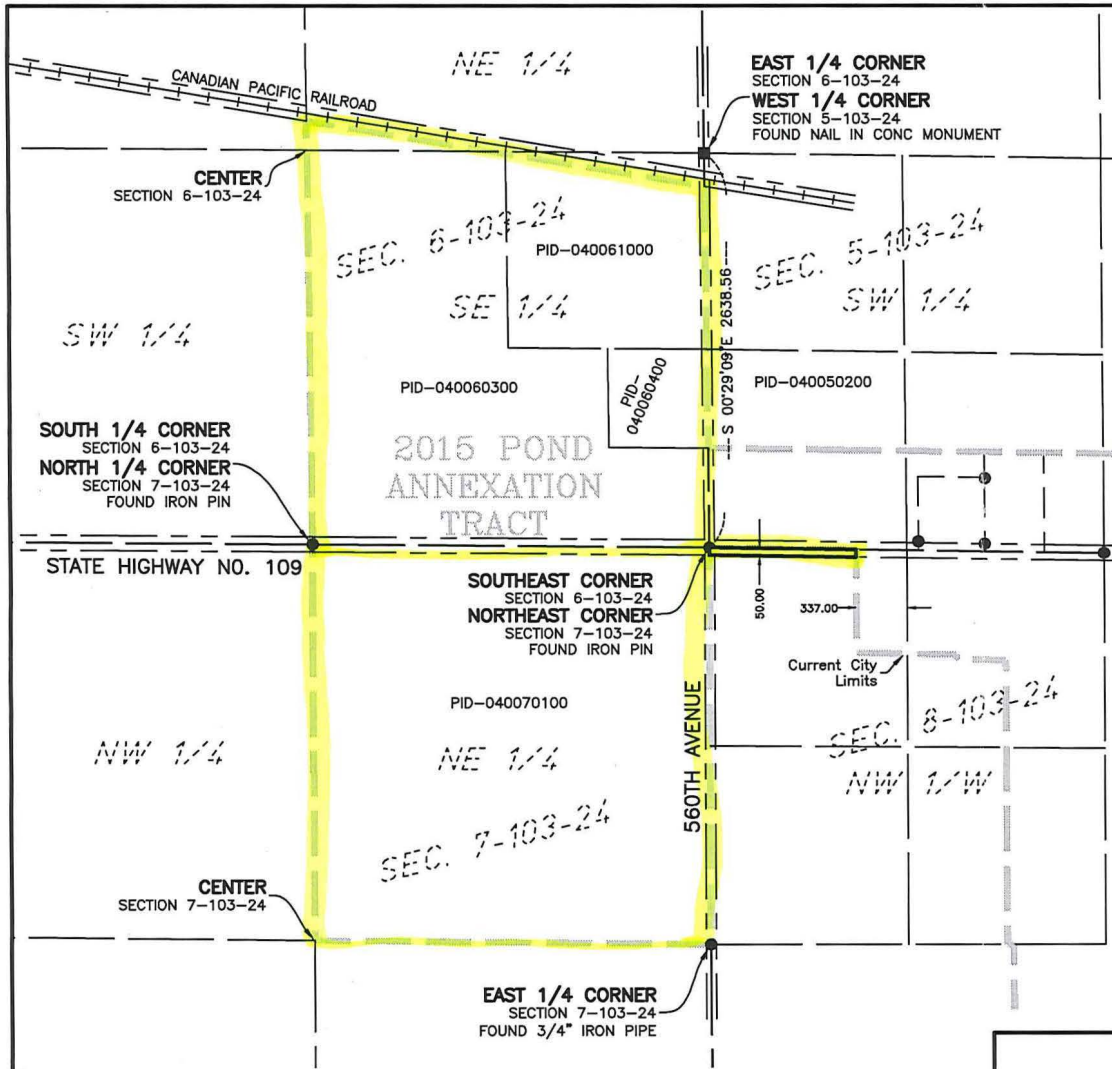 NE 1/4
CANADIAN PACIFIC RAILROAD
EAST 1/4 CORNER
SECTION 6-103-24
WEST 1/4 CORNER
SECTION 5-103-24
FOUND NAIL IN CONC MONUMENT
CENTER
SECTION 6-103-24
SEC. 6-103-24
PID-040061000
SE 1/4
SEC. 5-103-24
SW 1/4
SW 1/4
S 00°29'09"E 2638.56
PID-040060300
PID-
040060400
PID-040050200
SOUTH 1/4 CORNER
SECTION 6-103-24
NORTH 1/4 CORNER
SECTION 7-103-24
FOUND IRON PIN
2015 POND
ANNEXATION
TRACT
STATE HIGHWAY NO. 109
SOUTHEAST CORNER
SECTION 6-103-24
NORTHEAST CORNER
SECTION 7-103-24
FOUND IRON PIN
50.00
337.00
Current City
Limits
PID-040070100
NW 1/4
NE 1/4
560TH AVENUE
SEC. 8-103-24
NW 1/W
SEC. 7-103-24
CENTER
SECTION 7-103-24
EAST 1/4 CORNER
SECTION 7-103-24
FOUND 3/4" IRON PIPE